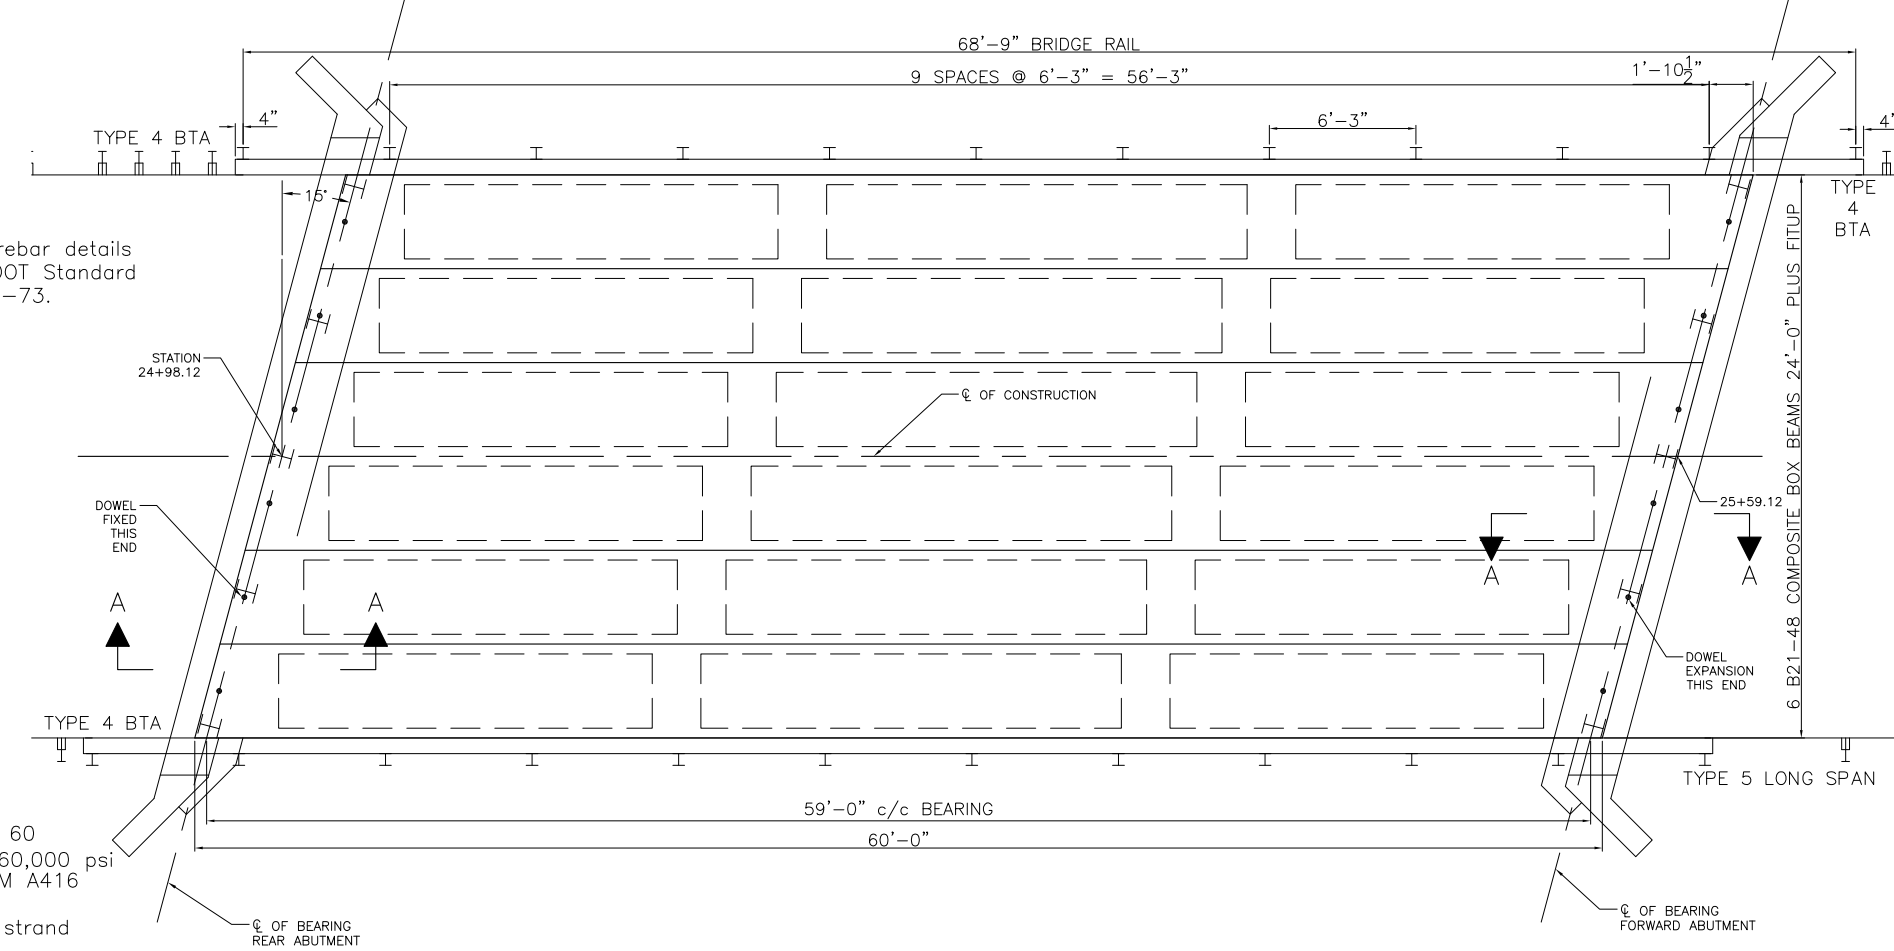 68'-9" BRIDGE RAIL
9 SPACES @ 6'-3" = 56'-3"
1'-10 1/2"
4"
6'-3"
4'
TYPE 4 BTA
TYPE
4
BTA
15°
rebar details
DOT Standard
-73.
STATION
24+98.12
℄ OF CONSTRUCTION
6 B21-48 COMPOSITE BOX BEAMS 24'-0" PLUS FITUP
DOWEL
FIXED
THIS
END
25+59.12
A
A
A
A
DOWEL
EXPANSION
THIS END
TYPE 4 BTA
TYPE 5 LONG SPAN
59'-0" c/c BEARING
60'-0"
60
60,000 psi
M A416
strand
℄ OF BEARING
REAR ABUTMENT
℄ OF BEARING
FORWARD ABUTMENT